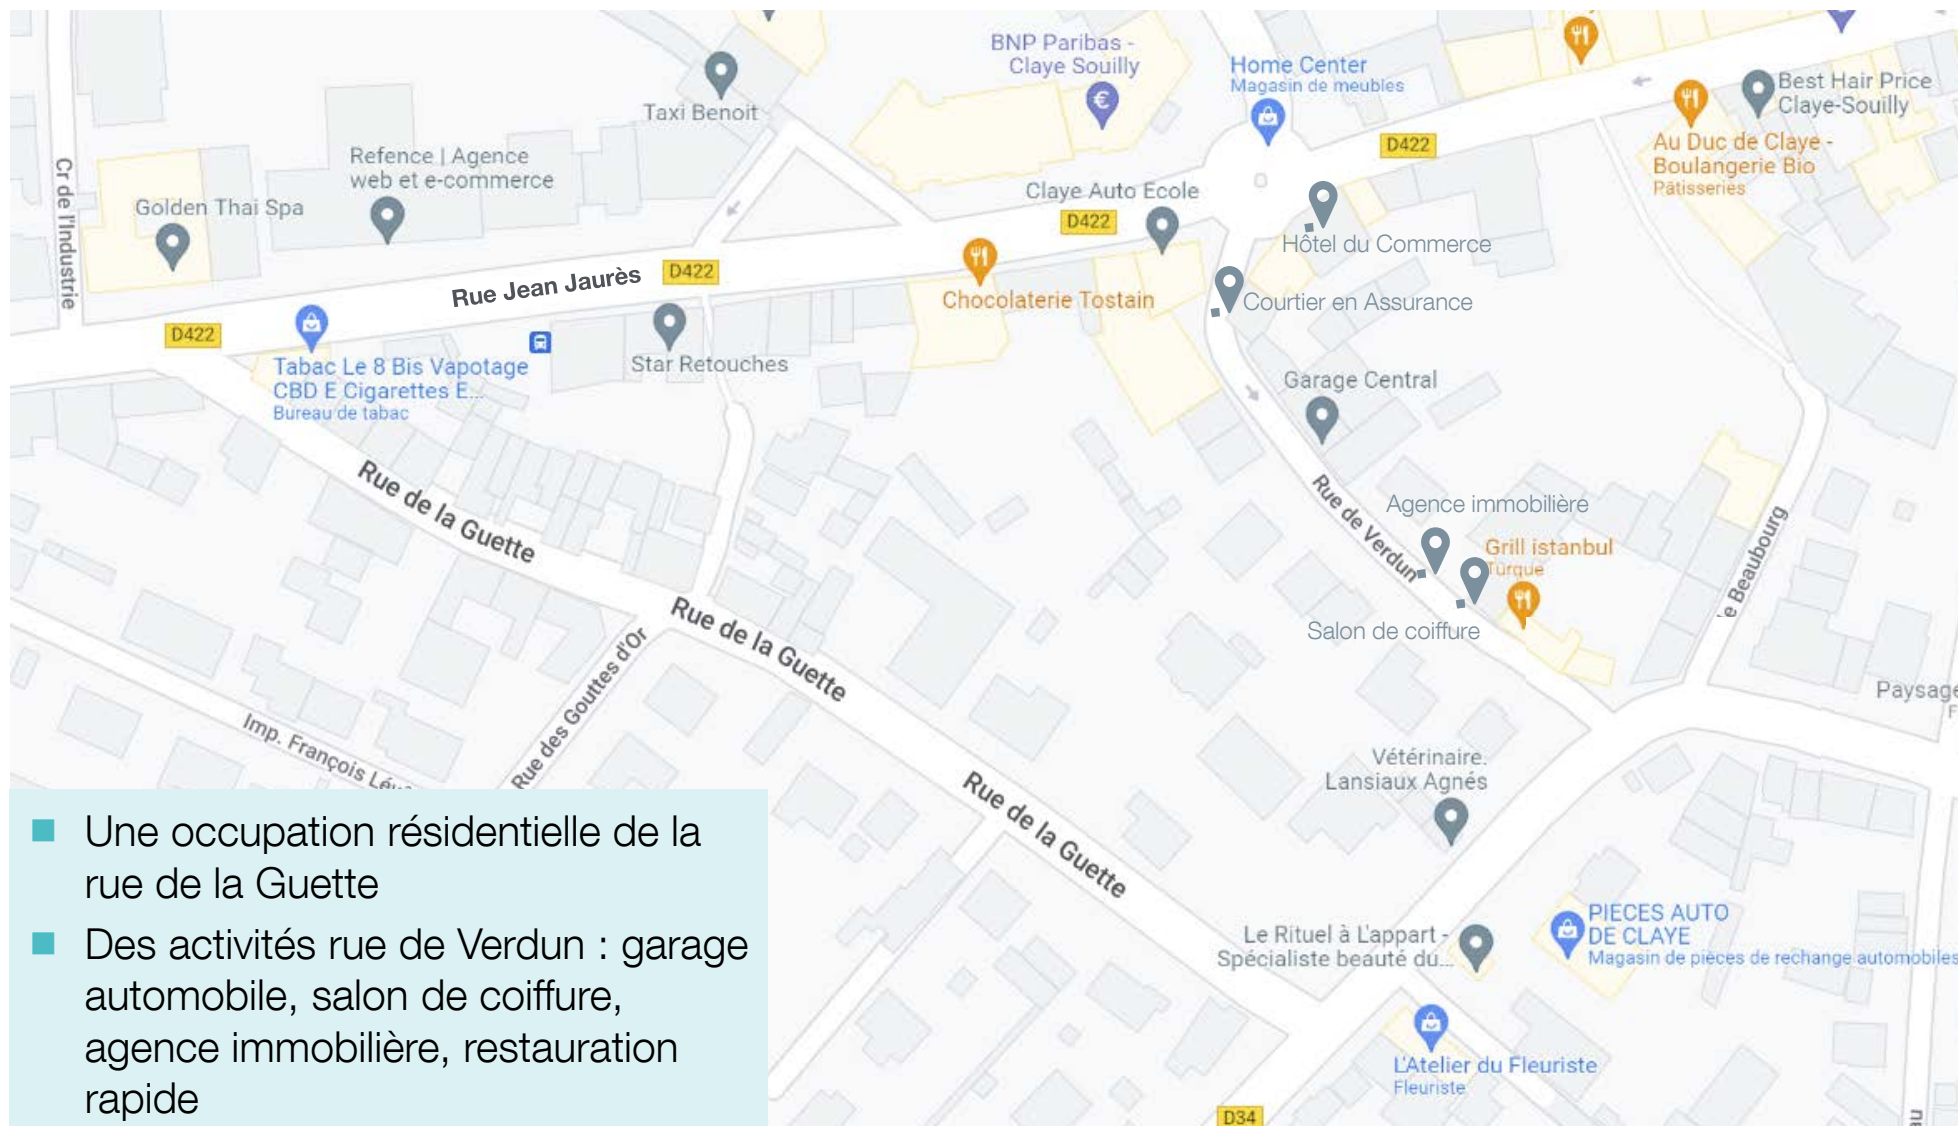 BNP Paribas -
Claye Souilly
Home Center
Magasin de meubles
Best Hair Price
Claye-Souilly
Taxi Benoit
D422
Au Duc de Claye -
Boulangerie Bio
Pâtisseries
Refence | Agence
web et e-commerce
Cr de l'Industrie
Golden Thai Spa
Claye Auto Ecole
D422
Hôtel du Commerce
Rue Jean Jaurès
D422
Chocolaterie Tostain
Courtier en Assurance
D422
Tabac Le 8 Bis Vapotage
CBD E Cigarettes E...
Bureau de tabac
Star Retouches
Garage Central
Rue de la Guette
Rue de Verdun
Agence immobilière
Grill istanbul
Turque
e Beaubourg
Salon de coiffure
Rue de la Guette
Rue des Gouttes d'Or
Paysage
F
Imp. François Lév
Vétérinaire.
Lansiaux Agnés
Rue de la Guette
Le Rituel à L'appart -
Spécialiste beauté du...
PIECES AUTO
DE CLAYE
Magasin de pièces de rechange automobiles
L'Atelier du Fleuriste
Fleuriste
D34
Une occupation résidentielle de la
rue de la Guette
Des activités rue de Verdun : garage
automobile, salon de coiffure,
agence immobilière, restauration
rapide